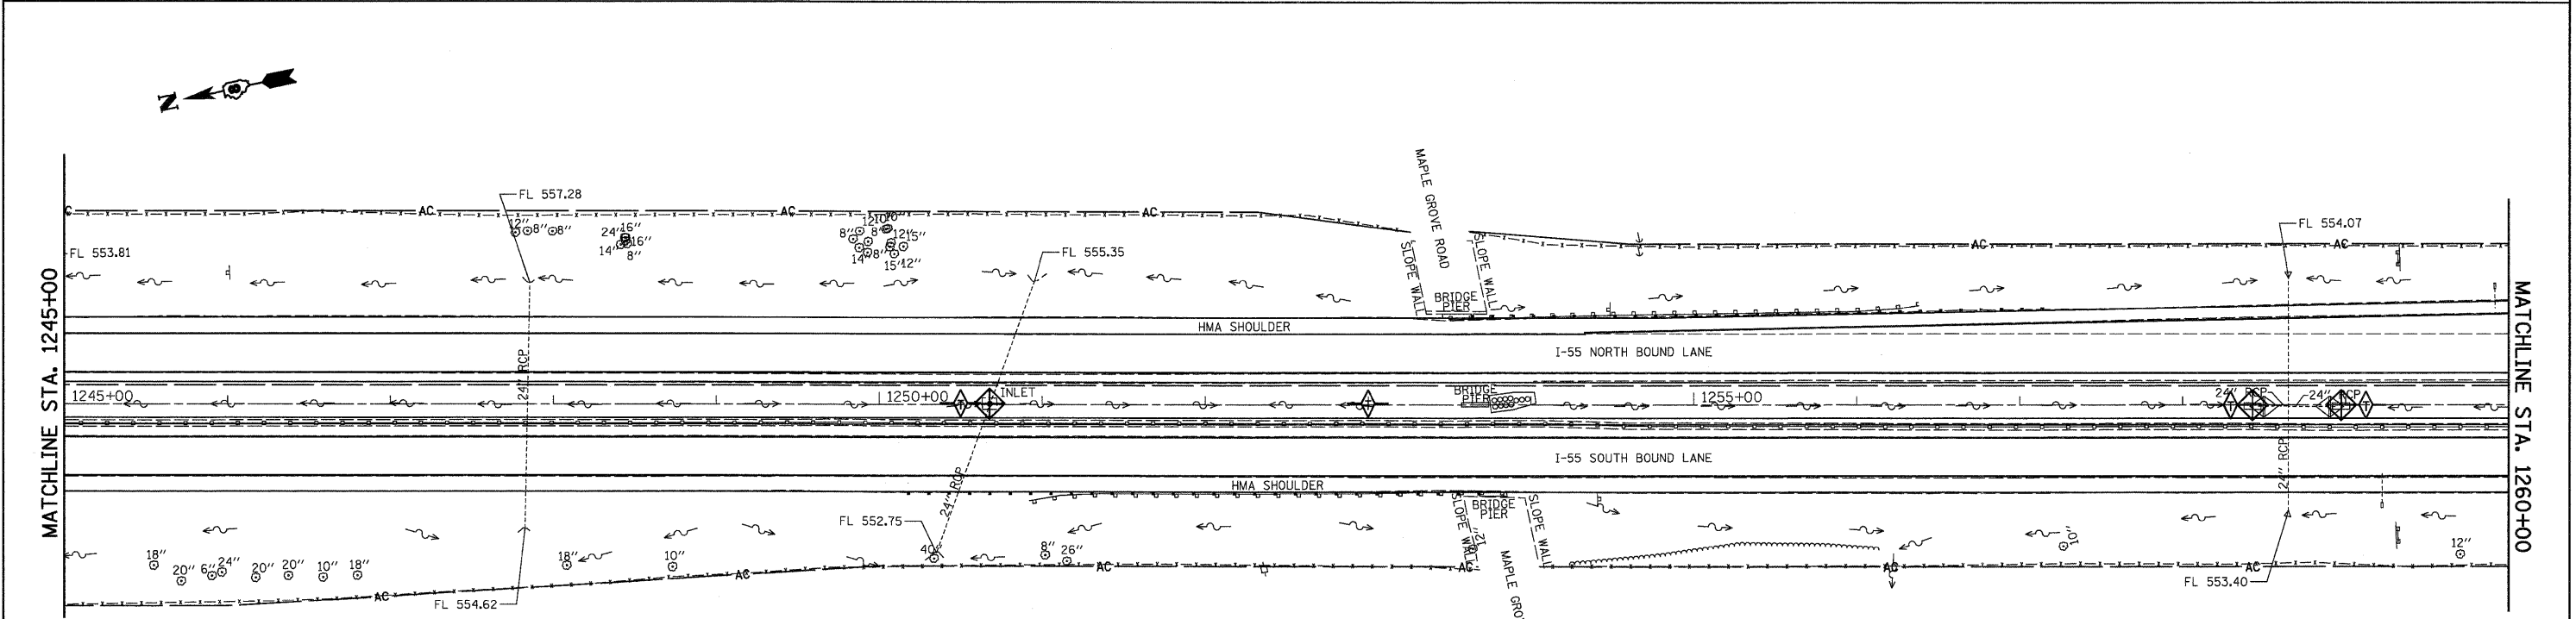 N
MAPLE GROVE ROAD
FL 557.28
AC
AC
AC
12" 8" 8"
24" 16"
14" 16"
8"
12" 10"
8" 8" 12" 15"
14" 8"
15" 12"
FL 553.81
FL 555.35
FL 554.07
AC
AC
SLOPE WALL
SLOPE WALL
BRIDGE
PIER
MATCHLINE STA. 1245+00
MATCHLINE STA. 1260+00
HMA SHOULDER
I-55 NORTH BOUND LANE
24" RCP
1245+00
1250+00
INLET
BRIDGE
PIER
1255+00
24" RCP
24" RCP
I-55 SOUTH BOUND LANE
24" RCP
24" RCP
HMA SHOULDER
BRIDGE
PIER
SLOPE WALL
SLOPE WALL
12"
FL 552.75
40"
8" 26"
10"
12"
18"
20" 6" 24" 20" 20" 10" 18"
18"
10"
AC
AC
AC
AC
AC
MAPLE GRO
FL 554.62
FL 553.40